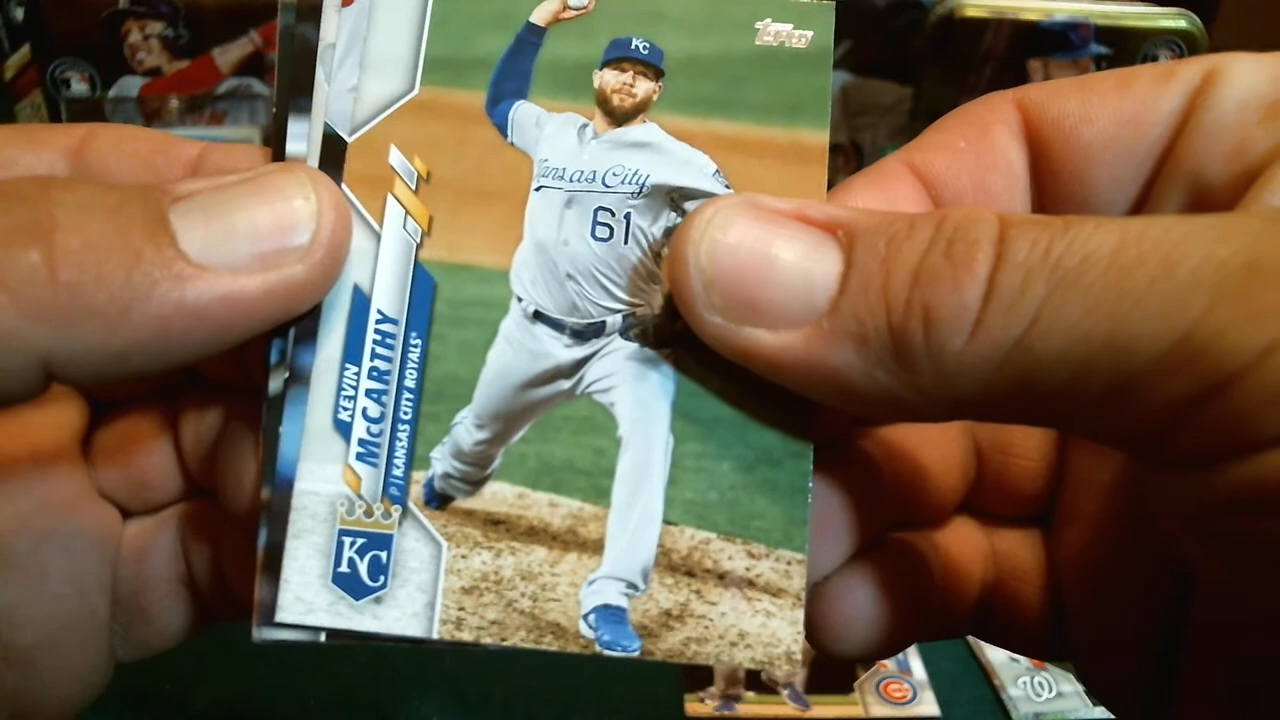 Topps
KC
Kansas City
61
KEVIN
McCARTHY
P | KANSAS CITY ROYALS®
KC
C
W